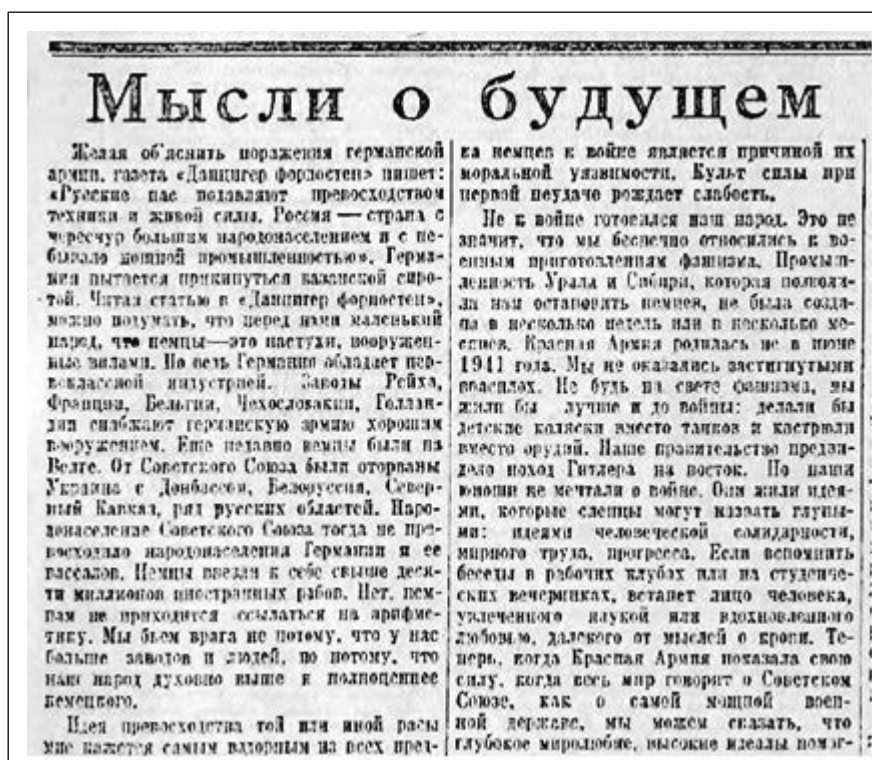 Мысли о будущем
Желая об'яснить поражения германской
армии, газета «Данцигер форпостен» пишет:
«Русские нас подавляют превосходством
техники и живой силы. Россия — страна с
чересчур большим народонаселением и с не-
бывало мощной промышленностью». Герма-
ния пытается прикинуться казанской сиро-
той. Читая статью в «Данцигер форпостен»,
можно подумать, что перед нами маленький
народ, что немцы—это пастухи, вооружен-
ные вилами. Но ведь Германия обладает пер-
воклассной индустрией. Заводы Рейха,
Франции, Бельгии, Чехословакии, Голлан-
дии снабжают германскую армию хорошим
вооружением. Еще недавно немцы были на
Волге. От Советского Союза были оторваны
Украина с Донбассом, Белоруссия, Север-
ный Кавказ, ряд русских областей. Наро-
донаселение Советского Союза тогда не пре-
восходило народонаселения Германии и ее
вассалов. Немцы ввезли к себе свыше деся-
ти миллионов иностранных рабов. Нет, нем-
цам не приходится ссылаться на арифме-
тику. Мы бьем врага не потому, что у нас
больше заводов и людей, но потому, что
наш народ духовно выше и полноценнее
немецкого.
Идея превосходства той или иной расы
мне кажется самым вздорным из всех пред-
ка немцев к войне является причиной их
моральной уязвимости. Культ силы при
первой неудаче рождает слабость.
Не к войне готовился наш народ. Это не
значит, что мы беспечно относились к во-
енным приготовлениям фашизма. Промыш-
ленность Урала и Сибири, которая позволи-
ла нам остановить немцев, не была созда-
на в несколько недель или в несколько ме-
сяцев. Красная Армия родилась не в июне
1941 года. Мы не оказались застигнутыми
врасплох. Не будь на свете фашизма, мы
жили бы лучше и до войны: делали бы
детские коляски вместо танков и кастрюли
вместо орудий. Наше правительство предви-
дело поход Гитлера на восток. Но наши
юноши не мечтали о войне. Они жили идея-
ми, которые слепцы могут назвать глупы-
ми: идеями человеческой солидарности,
мирного труда, прогресса. Если вспомнить
беседы в рабочих клубах или на студенче-
ских вечеринках, встанет лицо человека,
увлеченного наукой или вдохновленного
любовью, далекого от мыслей о крови. Те-
перь, когда Красная Армия показала свою
силу, когда весь мир говорит о Советском
Союзе, как о самой мощной воен-
ной державе, мы можем сказать, что
глубокое миролюбие, высокие идеалы помог-